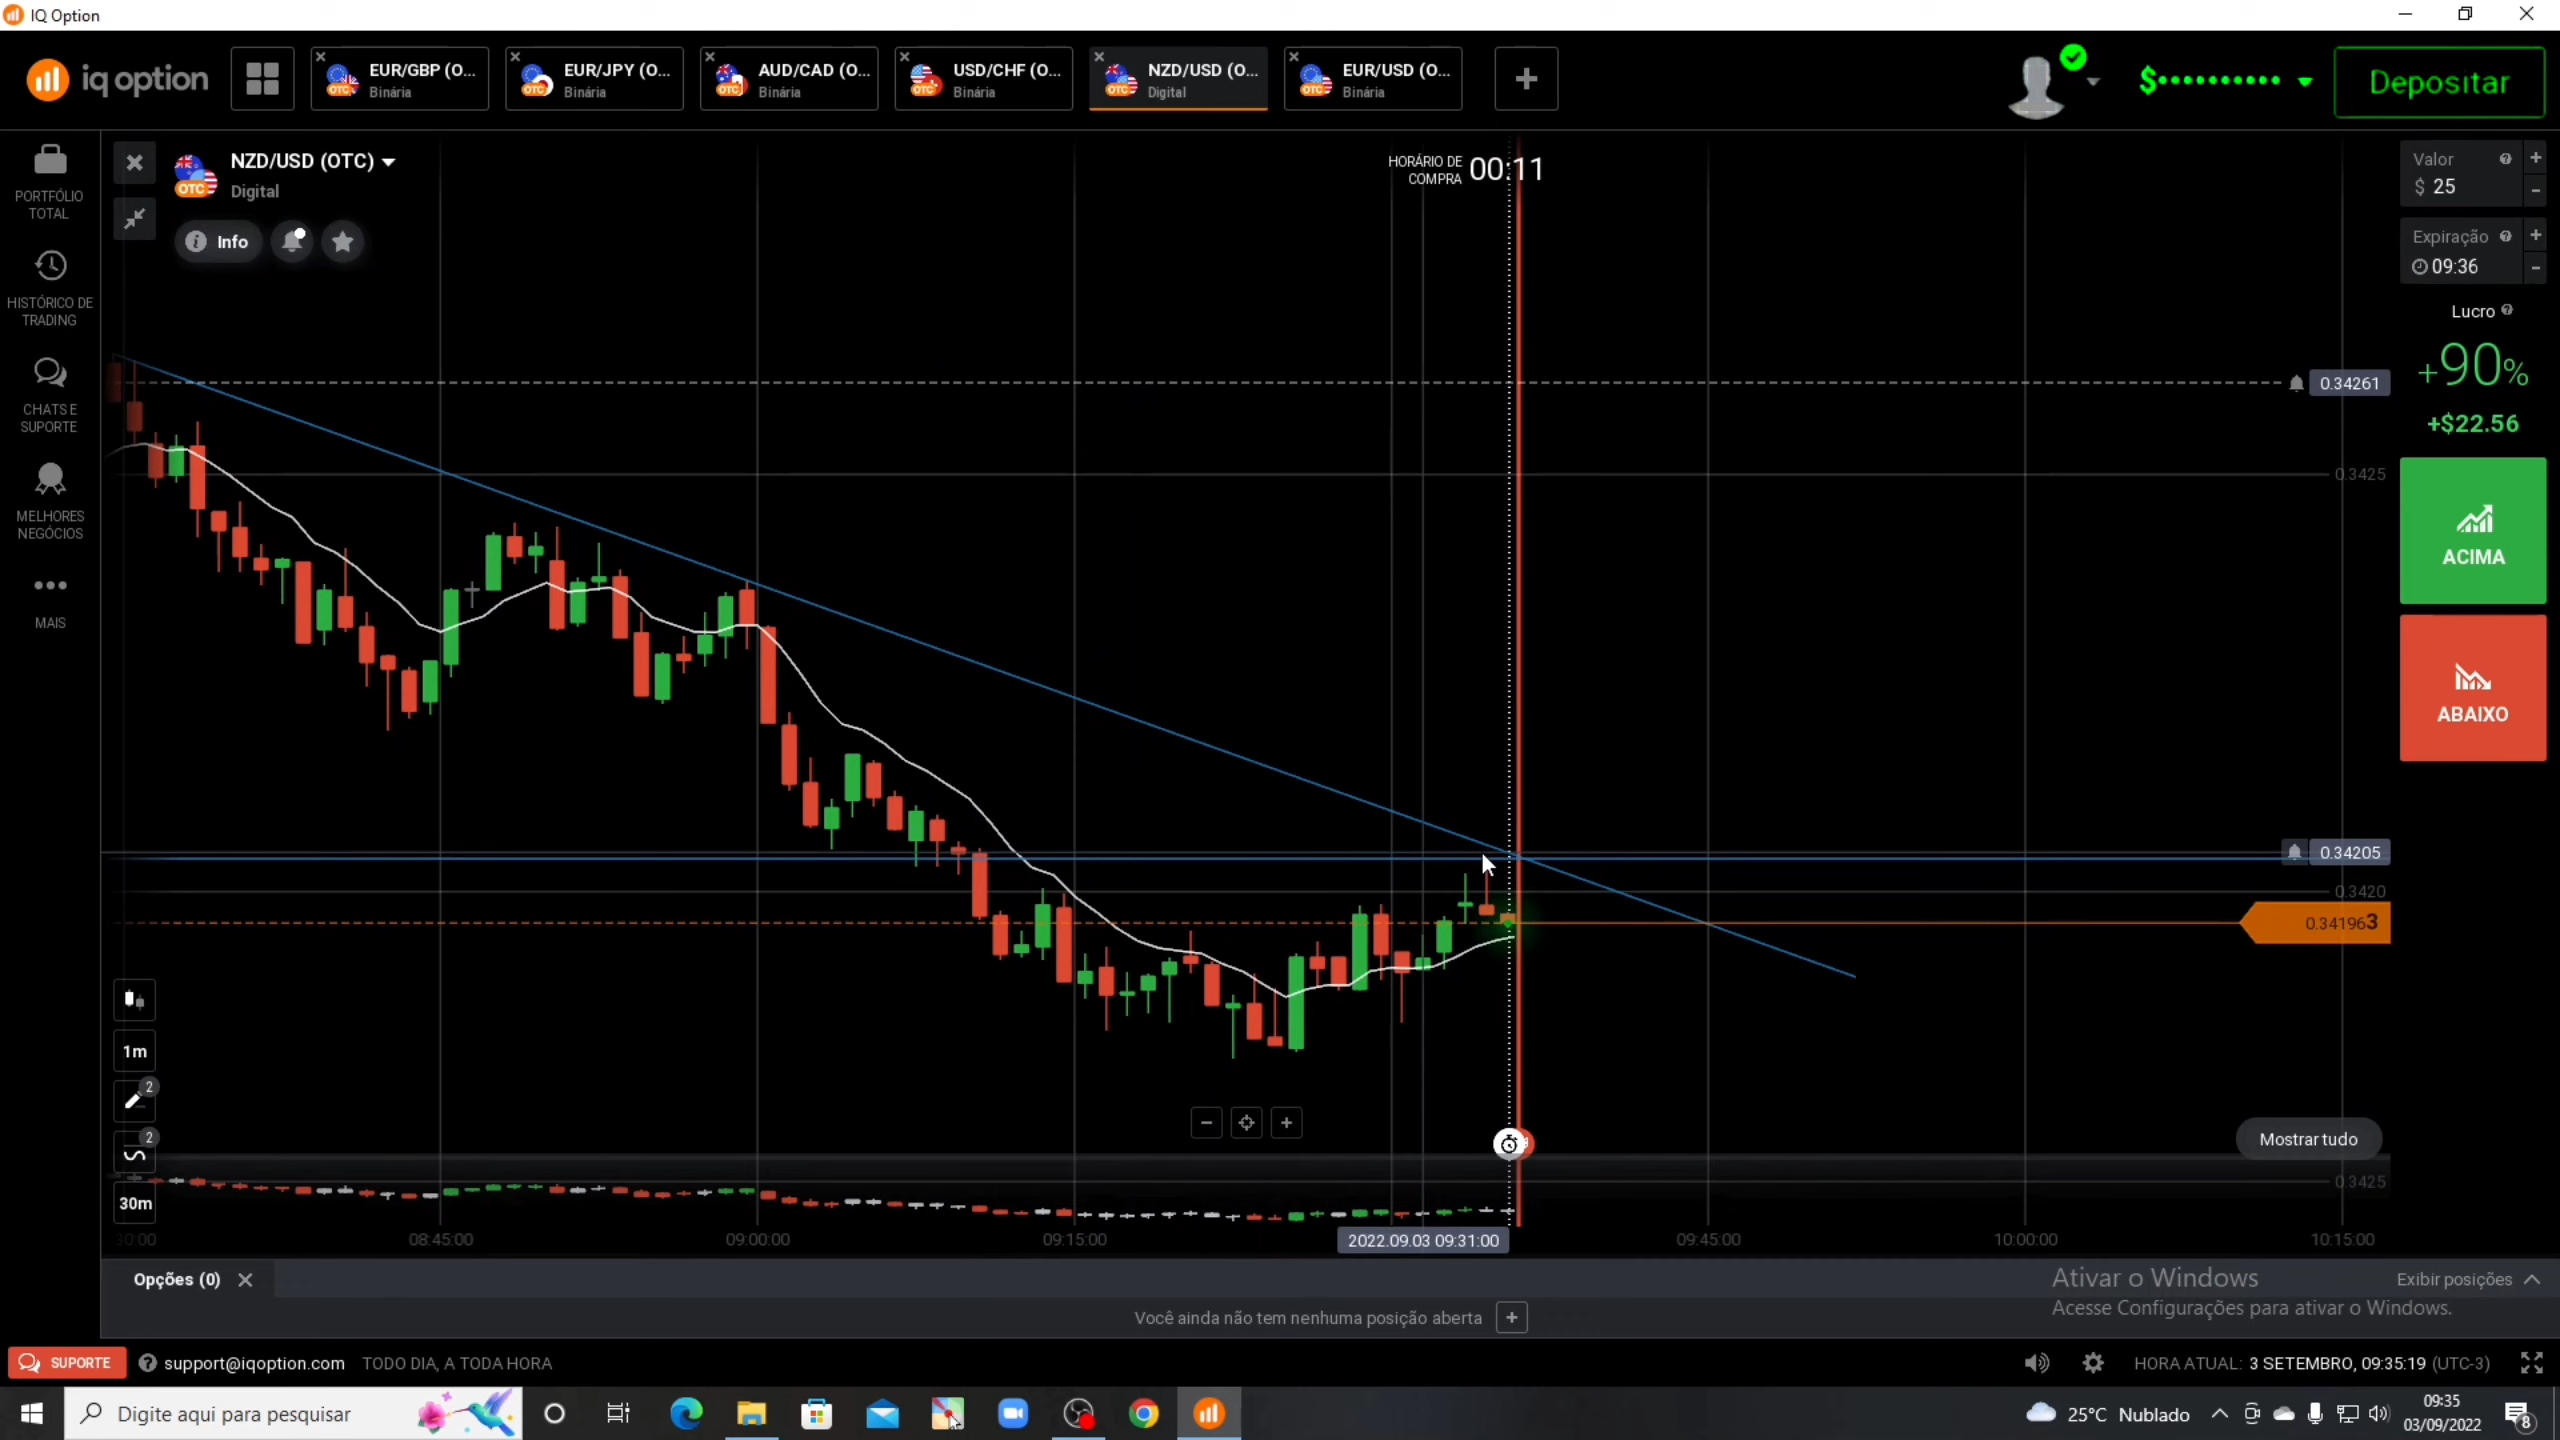 IQ Option
iq option
EUR/GBP (O...
Binária
EUR/JPY (O...
Binária
AUD/CAD (O...
Binária
USD/CHF (O...
Binária
NZD/USD (O...
Digital
EUR/USD (O...
Binária
Depositar
PORTFÓLIO
TOTAL
HISTÓRICO DE
TRADING
CHATS E
SUPORTE
MELHORES
NEGÓCIOS
MAIS
NZD/USD (OTC)
OTC
Digital
Info
HORÁRIO DE
COMPRA
00:11
Valor
$ 25
Expiração
09:36
Lucro
+90%
+$22.56
ACIMA
ABAIXO
0.34261
0.3425
0.34205
0.3420
0.341963
1m
2
2
30m
Mostrar tudo
0.3425
30:00
08:45:00
09:00:00
09:15:00
2022.09.03 09:31:00
09:45:00
10:00:00
10:15:00
Opções (0)
Exibir posições
Você ainda não tem nenhuma posição aberta
Ativar o Windows
Acesse Configurações para ativar o Windows.
SUPORTE
support@iqoption.com
TODO DIA, A TODA HORA
HORA ATUAL: 3 SETEMBRO, 09:35:19 (UTC-3)
Digite aqui para pesquisar
25°C Nublado
09:35
03/09/2022
8